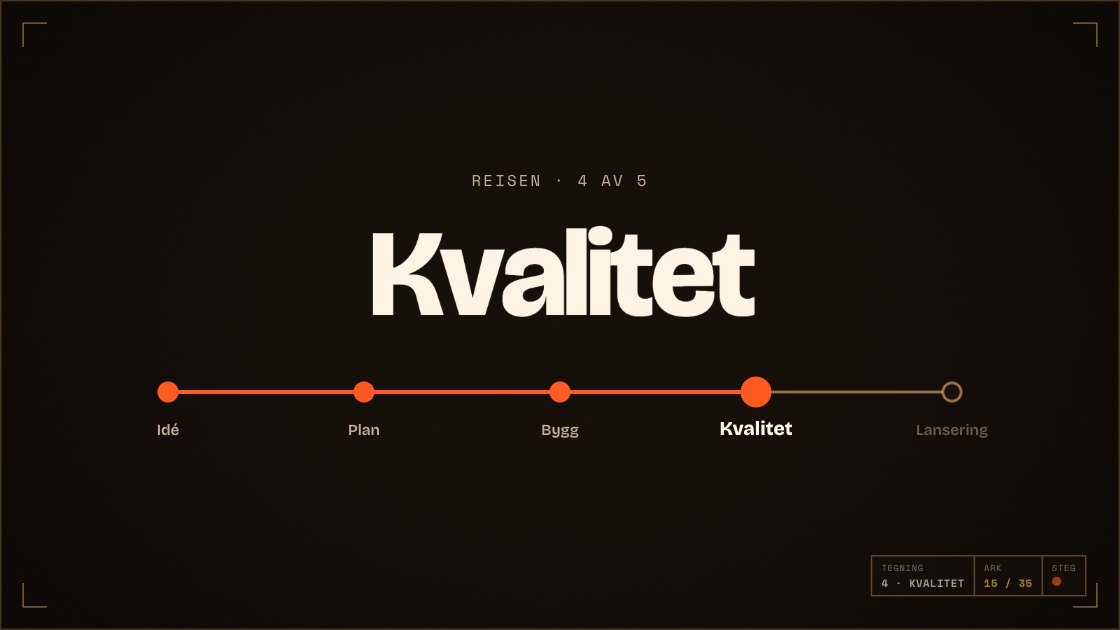 REISEN · 4 AV 5
Kvalitet
Idé
Plan
Bygg
Kvalitet
Lansering
TEGNING
4 · KVALITET
ARK
15 / 35
STEG